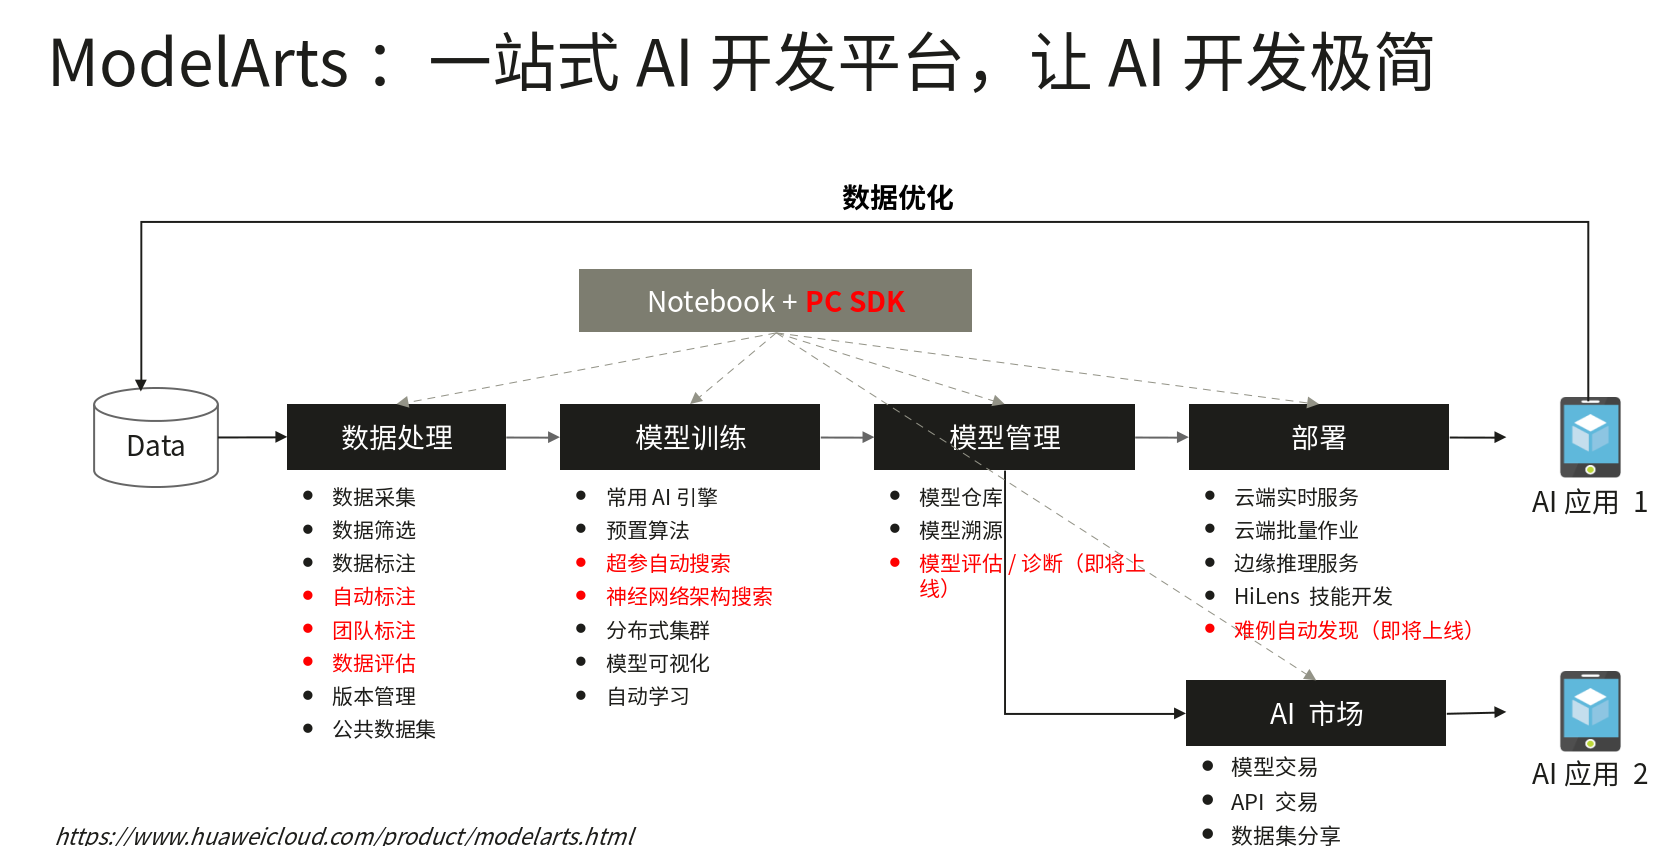 ModelArts ：一站式 AI 开发平台，让 AI 开发极简
数据优化
Notebook + PC SDK
Data
数据处理
数据采集
数据筛选
数据标注
自动标注
团队标注
数据评估
版本管理
公共数据集
模型训练
常用 AI 引擎
预置算法
超参自动搜索
神经网络架构搜索
分布式集群
模型可视化
自动学习
模型管理
模型仓库
模型溯源
模型评估 / 诊断（即将上
线）
部署
云端实时服务
云端批量作业
边缘推理服务
HiLens 技能开发
难例自动发现（即将上线）
AI 应用 1
AI 市场
模型交易
API 交易
数据集分享
AI 应用 2
https://www.huaweicloud.com/product/modelarts.html